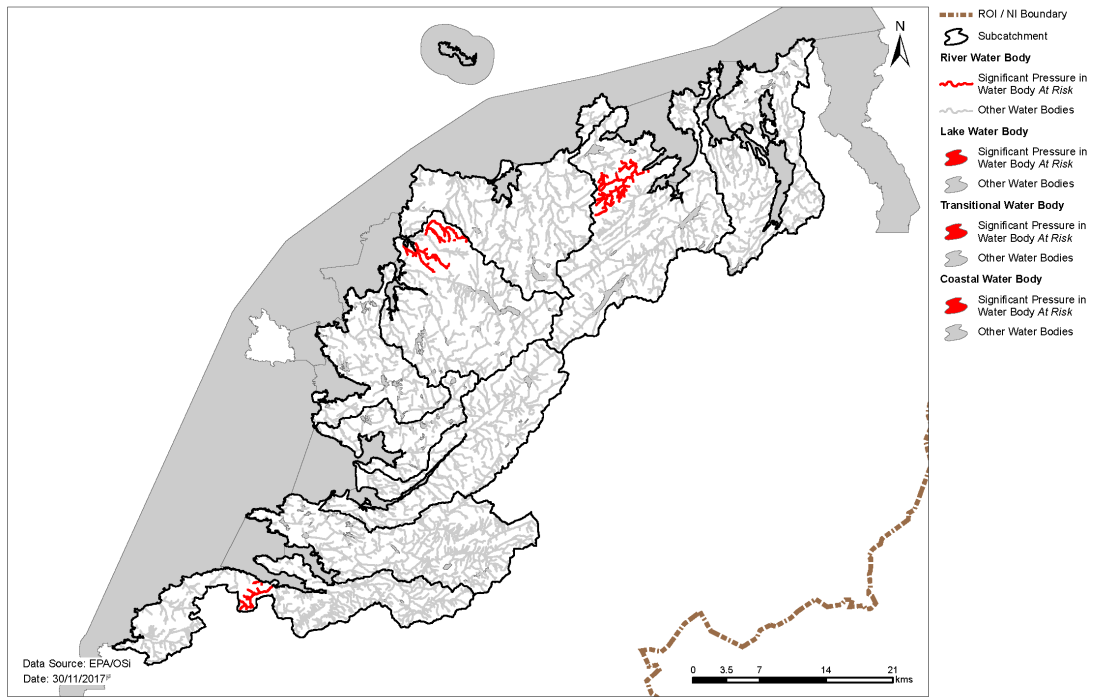 N
ROI / NI Boundary
Subcatchment
River Water Body
Significant Pressure in
Water Body At Risk
Other Water Bodies
Lake Water Body
Significant Pressure in
Water Body At Risk
Other Water Bodies
Transitional Water Body
Significant Pressure in
Water Body At Risk
Other Water Bodies
Coastal Water Body
Significant Pressure in
Water Body At Risk
Other Water Bodies
Data Source: EPA/OSi
Date: 30/11/2017
0 3.5 7 14 21
kms